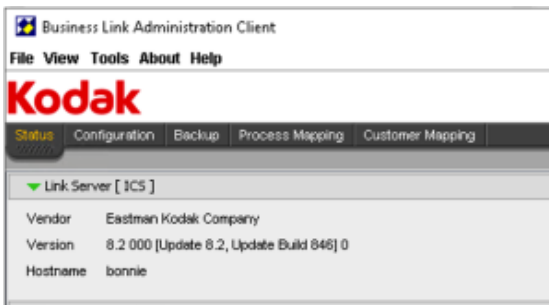 Business Link Administration Client
File View Tools About Help
Kodak
Status Configuration Backup Process Mapping Customer Mapping
Link Server [ ICS ]
Vendor Eastman Kodak Company
Version 8.2 000 [Update 8.2, Update Build 846] 0
Hostname bonnie